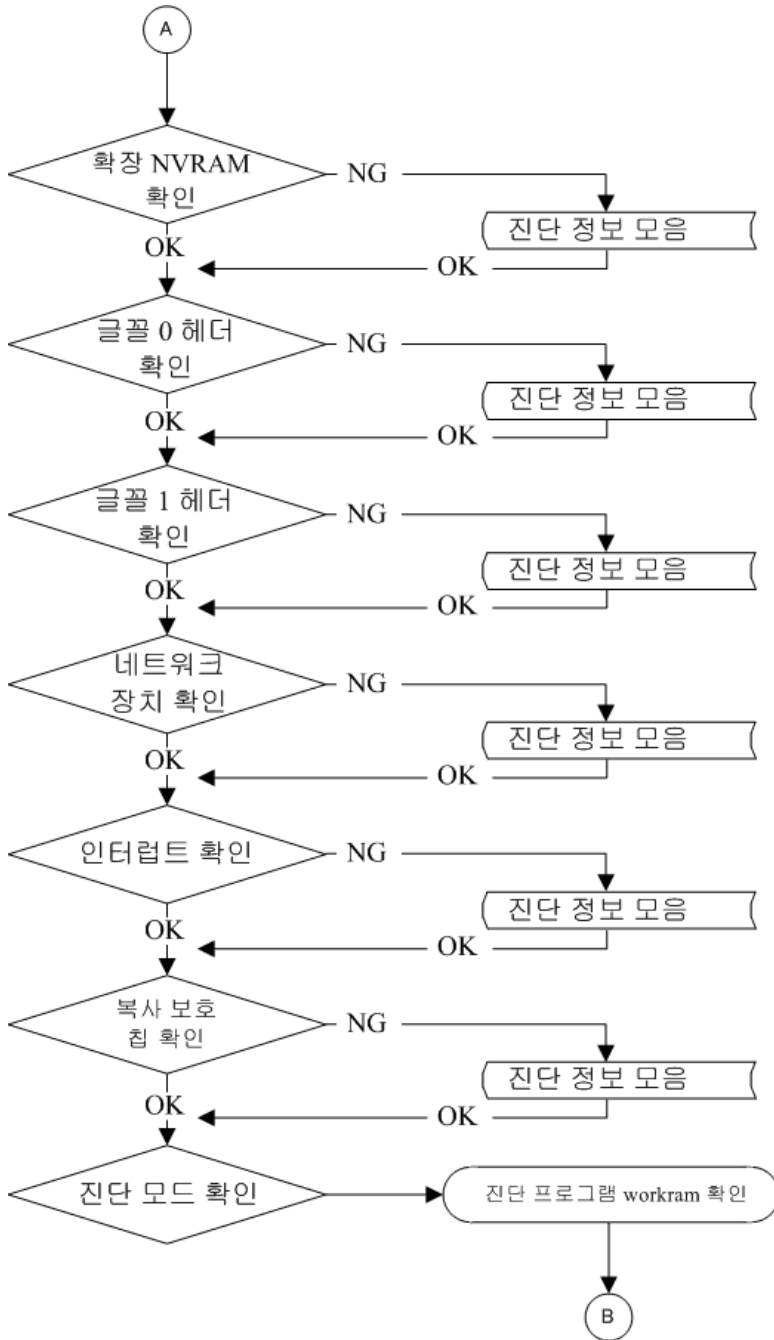 A
확장 NVRAM
확인
NG
진단 정보 모음
OK
OK
글꼴 0 헤더
확인
NG
진단 정보 모음
OK
OK
글꼴 1 헤더
확인
NG
진단 정보 모음
OK
OK
네트워크
장치 확인
NG
진단 정보 모음
OK
OK
인터럽트 확인
NG
진단 정보 모음
OK
OK
복사 보호
칩 확인
NG
진단 정보 모음
OK
OK
진단 모드 확인
진단 프로그램 workram 확인
B